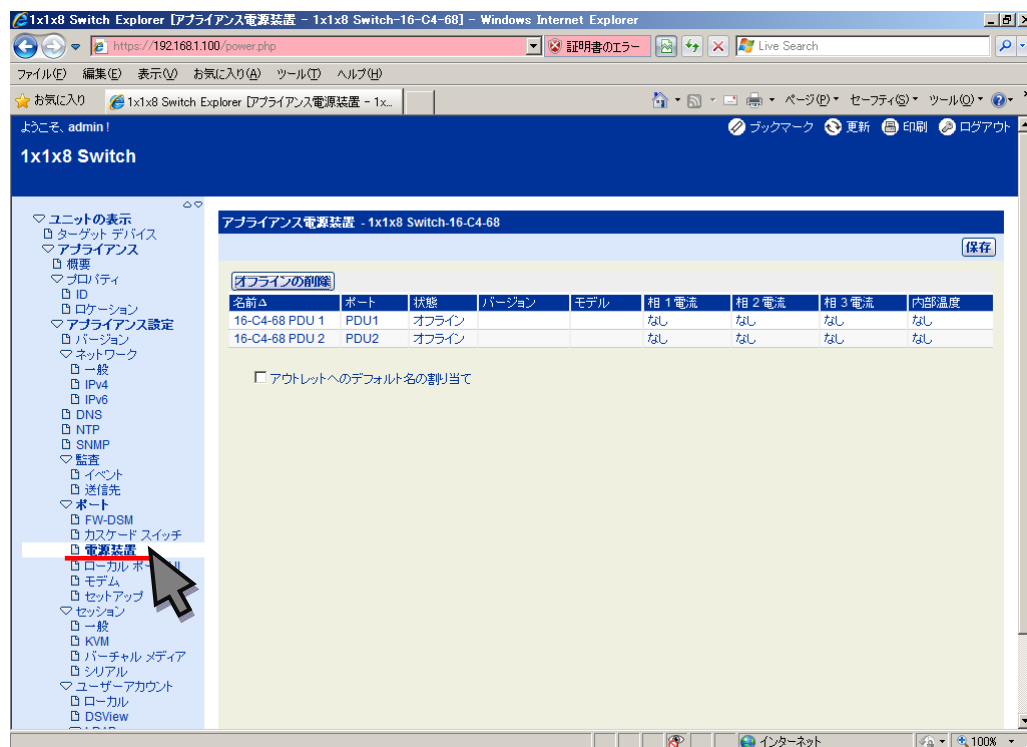 1x1x8 Switch Explorer [アプライアンス電源装置 - 1x1x8 Switch-16-C4-68] - Windows Internet Explorer
https://192.168.1.100/power.php 証明書のエラー Live Search
ファイル(F) 編集(E) 表示(V) お気に入り(A) ツール(T) ヘルプ(H)
お気に入り 1x1x8 Switch Explorer [アプライアンス電源装置 - 1x... ページ(P) セーフティ(S) ツール(O)
ようこそ、admin ! ブックマーク 更新 印刷 ログアウト
1x1x8 Switch
ユニットの表示
ターゲット デバイス
アプライアンス
概要
プロパティ
ID
ロケーション
アプライアンス設定
バージョン
ネットワーク
一般
IPv4
IPv6
DNS
NTP
SNMP
監査
イベント
送信先
ポート
FW-DSM
カスケード スイッチ
電源装置
ローカル ポ
モデム
セットアップ
セッション
一般
KVM
バーチャル メディア
シリアル
ユーザーアカウント
ローカル
DSView
アプライアンス電源装置 - 1x1x8 Switch-16-C4-68
保存
オフラインの削除
名前 ポート 状態 バージョン モデル 相 1 電流 相 2 電流 相 3 電流 内部温度
16-C4-68 PDU 1 PDU1 オフライン なし なし なし なし
16-C4-68 PDU 2 PDU2 オフライン なし なし なし なし
アウトレットへのデフォルト名の割り当て
インターネット 100%